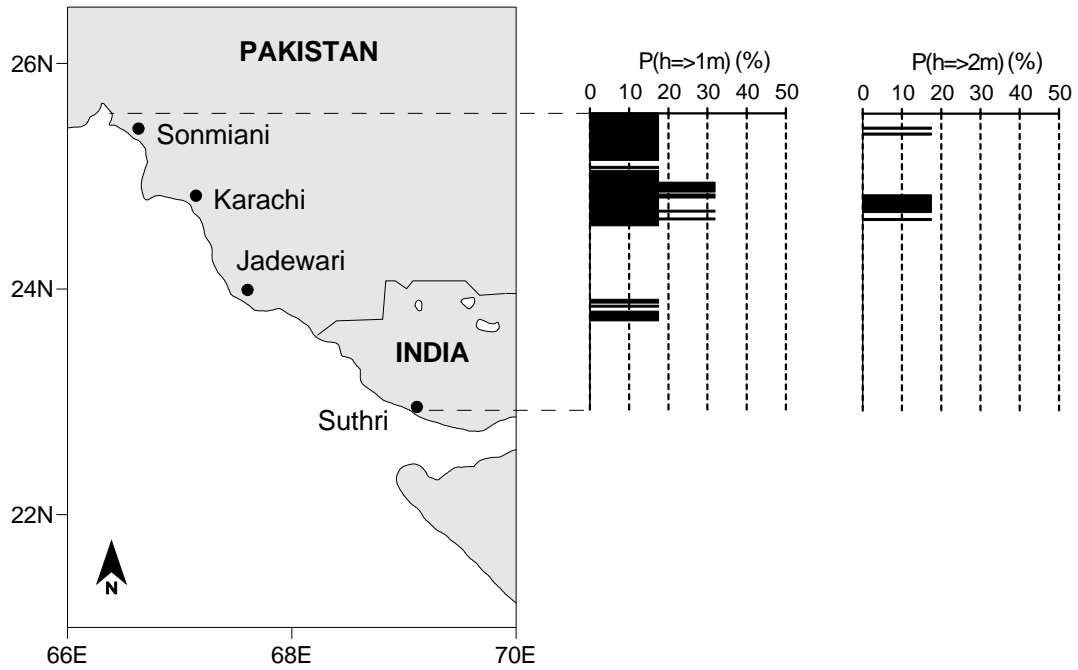 PAKISTAN
26N
Sonmiani
Karachi
Jadewari
24N
INDIA
Suthri
22N
N
66E 68E 70E
P(h=>1m) (%)
0 10 20 30 40 50
P(h=>2m) (%)
0 10 20 30 40 50